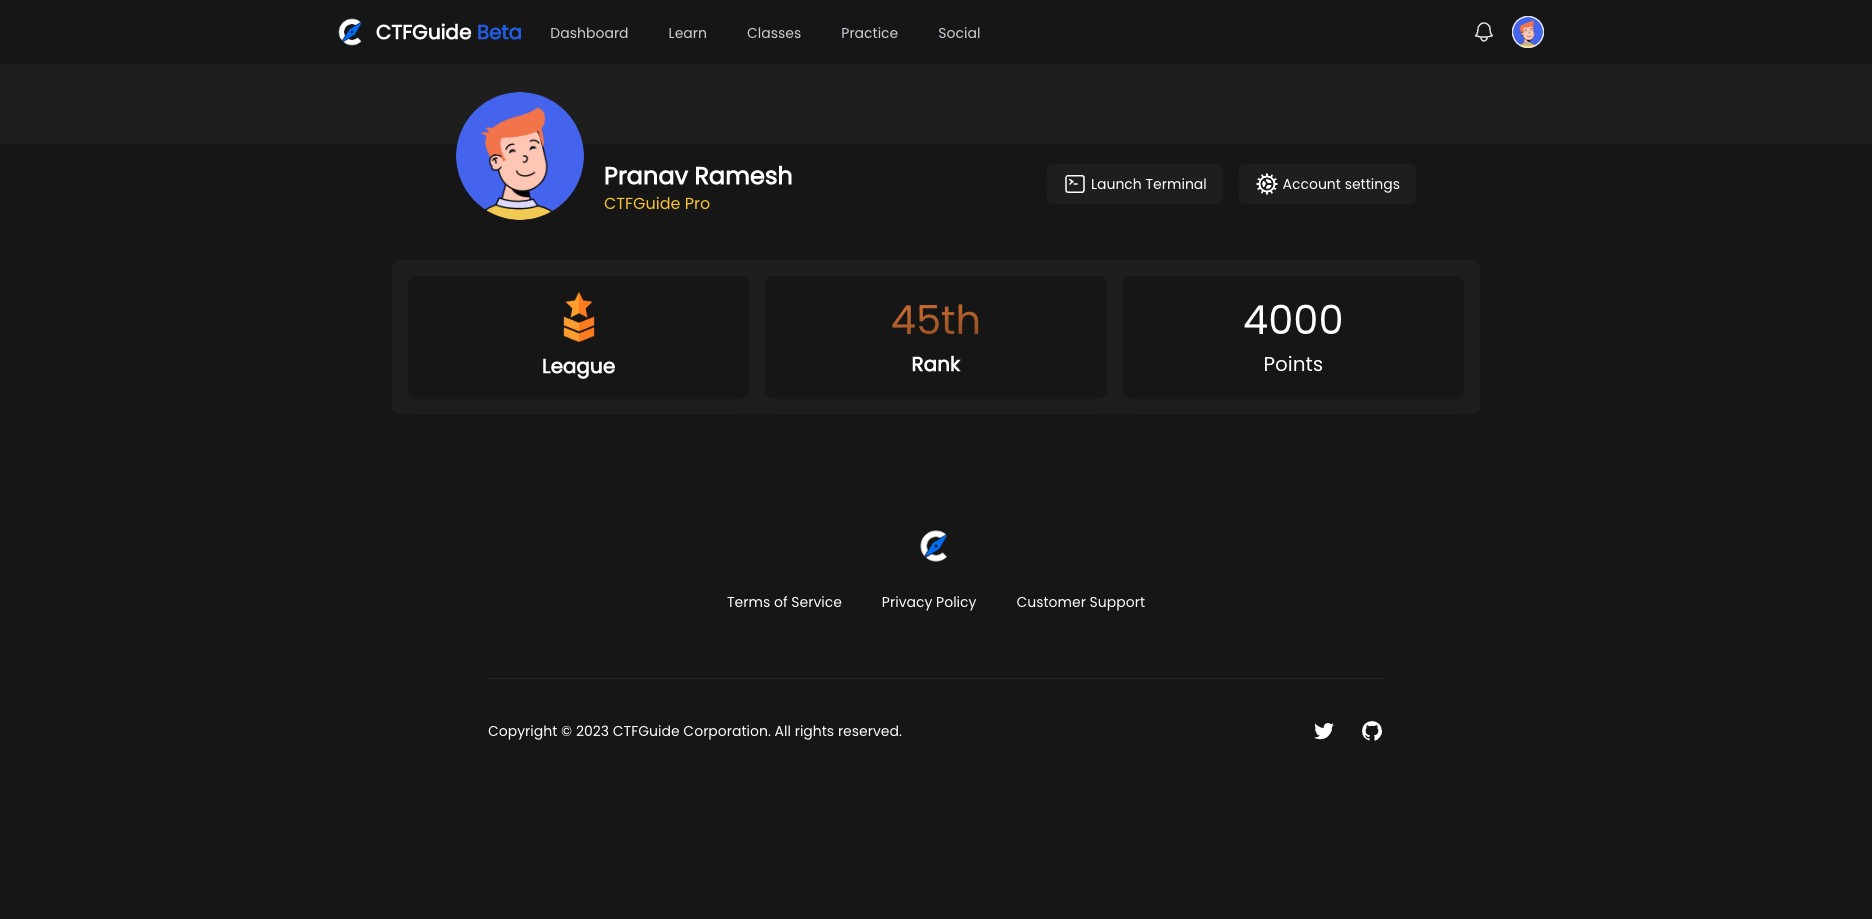 CTFGuide Beta
Dashboard
Learn
Classes
Practice
Social
Pranav Ramesh
CTFGuide Pro
Launch Terminal
Account settings
League
45th
Rank
4000
Points
Terms of Service
Privacy Policy
Customer Support
Copyright © 2023 CTFGuide Corporation. All rights reserved.